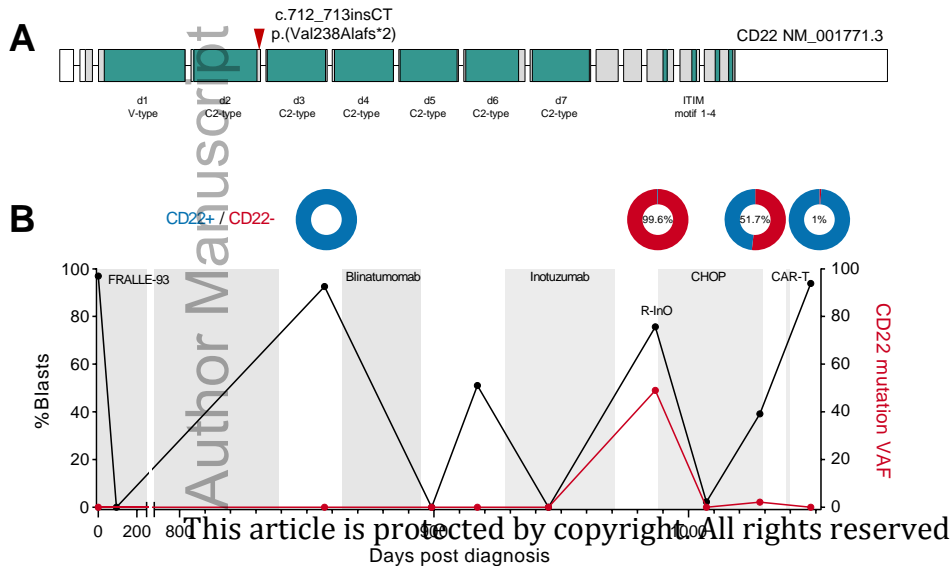 A
c.712_713insCT
p.(Val238Alafs*2)
CD22 NM_001771.3
d1
V-type
d2
C2-type
d3
C2-type
d4
C2-type
d5
C2-type
d6
C2-type
d7
C2-type
ITIM
motif 1-4
B
CD22+ / CD22-
99.6%
51.7%
1%
FRALLE-93
Blinatumomab
Inotuzumab
CHOP
CAR-T
R-InO
100
80
60
40
20
0
%Blasts
100
80
60
40
20
0
CD22 mutation VAF
0
200
800
900
1000
Days post diagnosis
Author Manuscript
This article is protected by copyright. All rights reserved